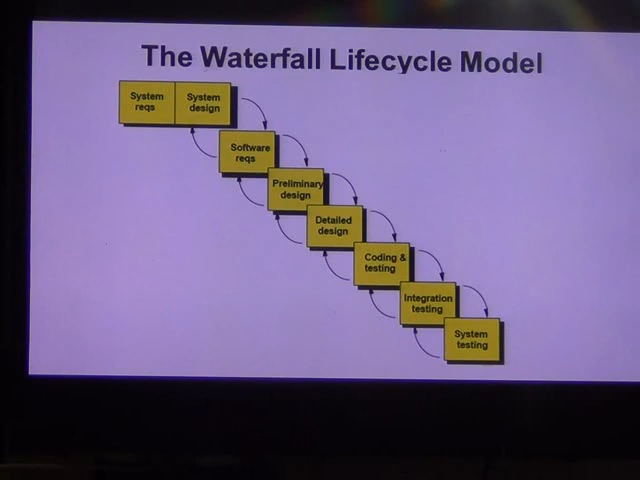 The Waterfall Lifecycle Model
System
reqs
System
design
Software
reqs
Preliminary
design
Detailed
design
Coding &
testing
Integration
testing
System
testing